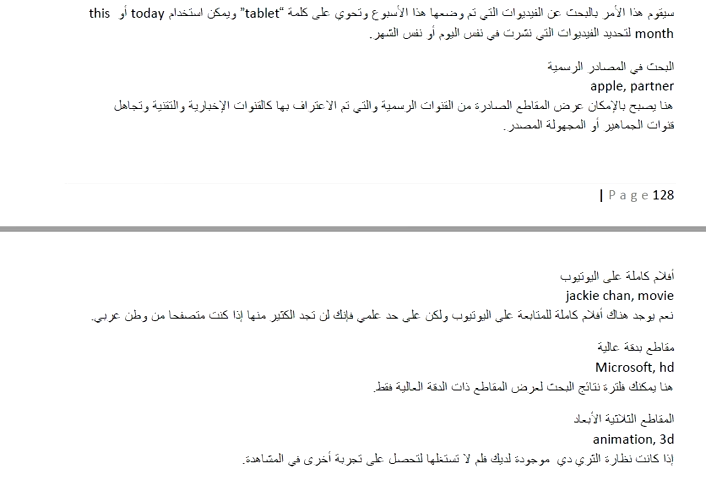 سيقوم هذا الأمر بالبحث عن الفيديوات التي تم وضعها هذا الأسبوع وتحوي على كلمة “tablet” ويمكن استخدام today أو this
month لتحديد الفيديوات التي نشرت في نفس اليوم أو نفس الشهر.
البحث في المصادر الرسمية
apple, partner
هنا يصبح بالإمكان عرض المقاطع الصادرة من القنوات الرسمية والتي تم الاعتراف بها كالقنوات الإخبارية والتقنية وتجاهل
قنوات الجماهير أو المجهولة المصدر.
| Page 128
أفلام كاملة على اليوتيوب
jackie chan, movie
نعم يوجد هناك أفلام كاملة للمتابعة على اليوتيوب ولكن على حد علمي فإنك لن تجد الكثير منها إذا كنت متصفحا من وطن عربي.
مقاطع بدقة عالية
Microsoft, hd
هنا يمكنك فلترة نتائج البحث لعرض المقاطع ذات الدقة العالية فقط.
المقاطع الثلاثية الأبعاد
animation, 3d
إذا كانت نظارة الثري دي موجودة لديك فلم لا تستغلها لتحصل على تجربة أخرى في المشاهدة.